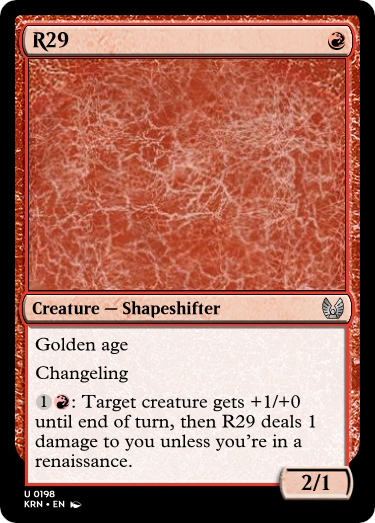 R29
Creature — Shapeshifter
Golden age
Changeling
1 : Target creature gets +1/+0
until end of turn, then R29 deals 1
damage to you unless you're in a
renaissance.
2/1
U 0198
KRN • EN